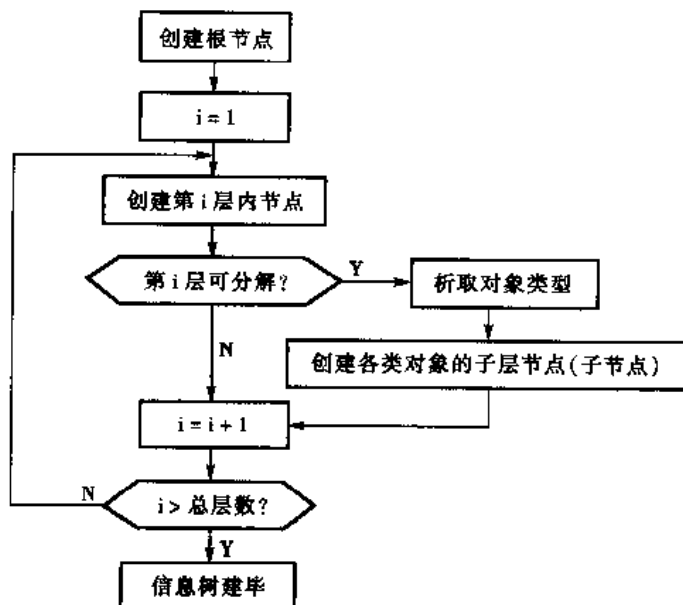 创建根节点
i = 1
创建第 i 层内节点
第 i 层可分解?
Y
析取对象类型
N
创建各类对象的子层节点(子节点)
i = i + 1
N
i > 总层数?
Y
信息树建毕